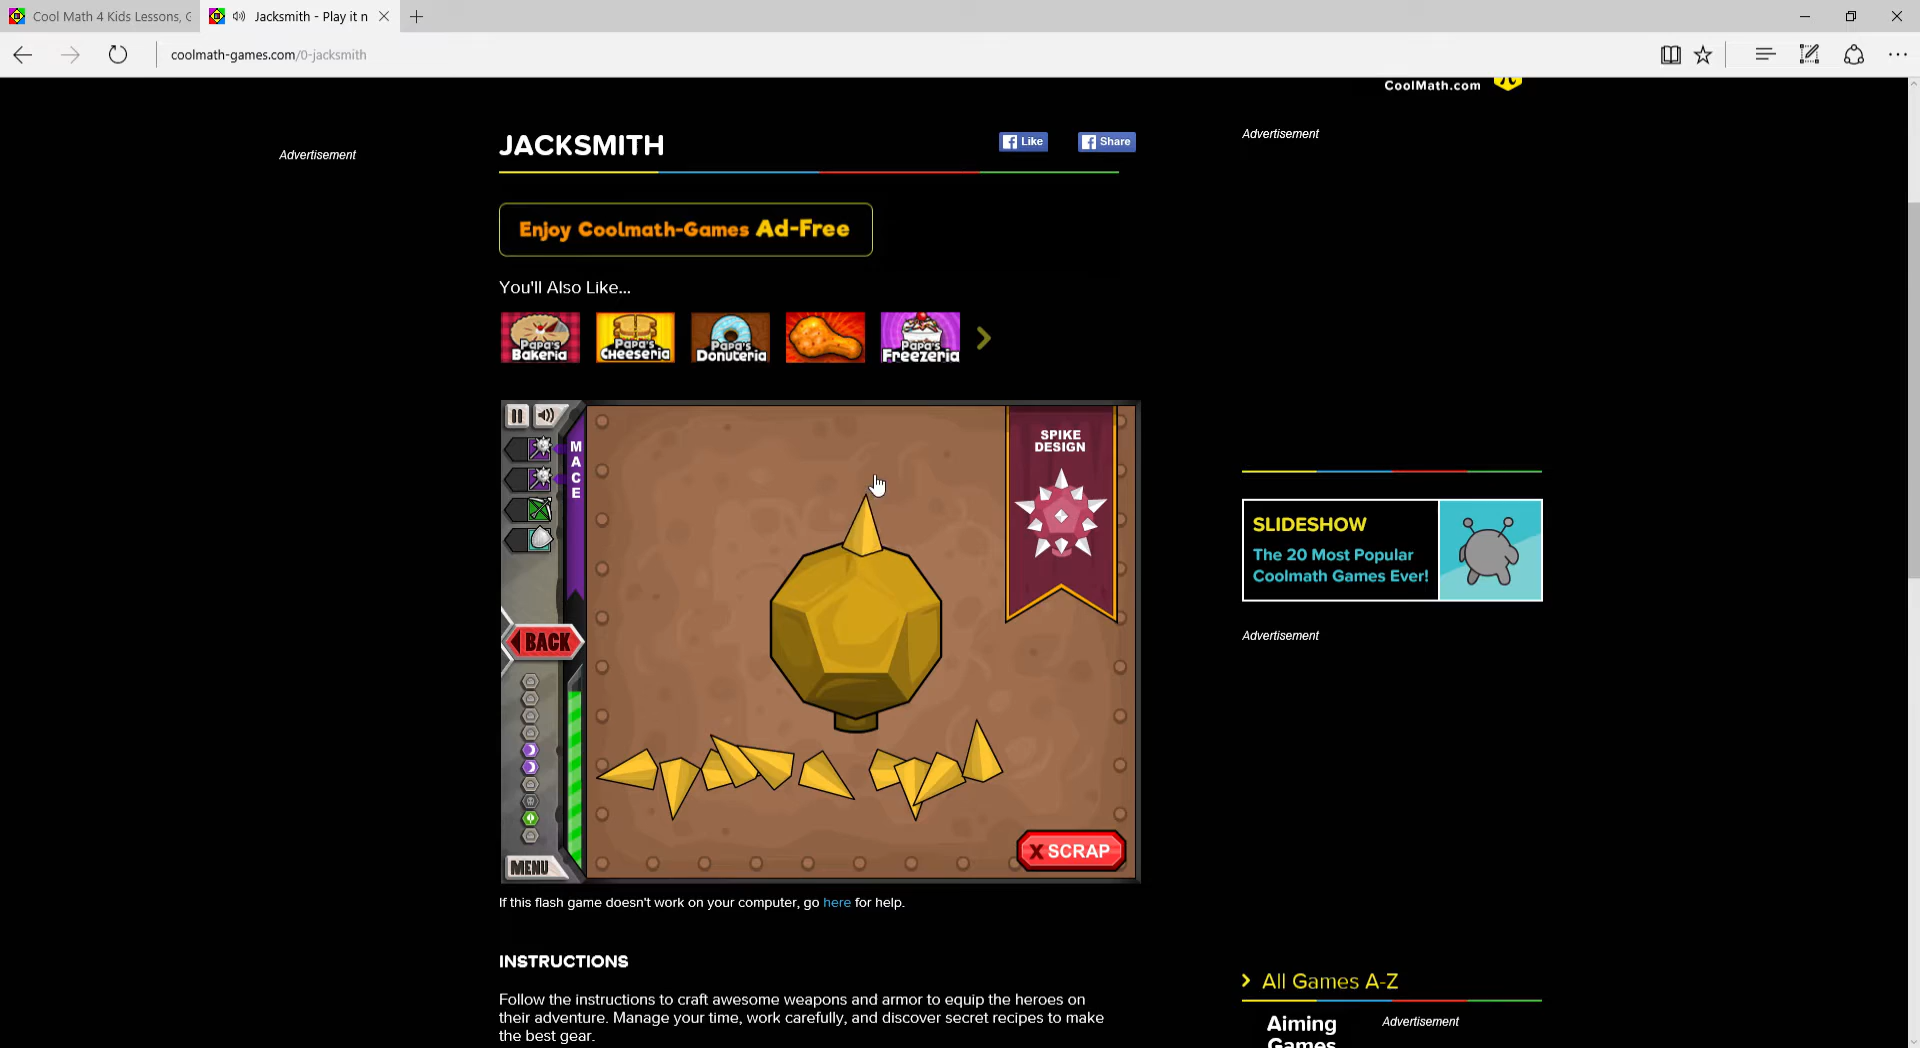 Cool Math 4 Kids Lessons, G
Jacksmith - Play it n
coolmath-games.com/0-jacksmith
CoolMath.com
Advertisement
JACKSMITH
Like
Share
Advertisement
Enjoy Coolmath-Games Ad-Free
You'll Also Like...
Papa's Bakeria
Papa's Cheeseria
Papa's Donuteria
Papa's Freezeria
MACE
SPIKE
DESIGN
BACK
MENU
X SCRAP
SLIDESHOW
The 20 Most Popular
Coolmath Games Ever!
Advertisement
If this flash game doesn't work on your computer, go here for help.
INSTRUCTIONS
Follow the instructions to craft awesome weapons and armor to equip the heroes on
their adventure. Manage your time, work carefully, and discover secret recipes to make
the best gear.
All Games A-Z
Aiming
Games
Advertisement